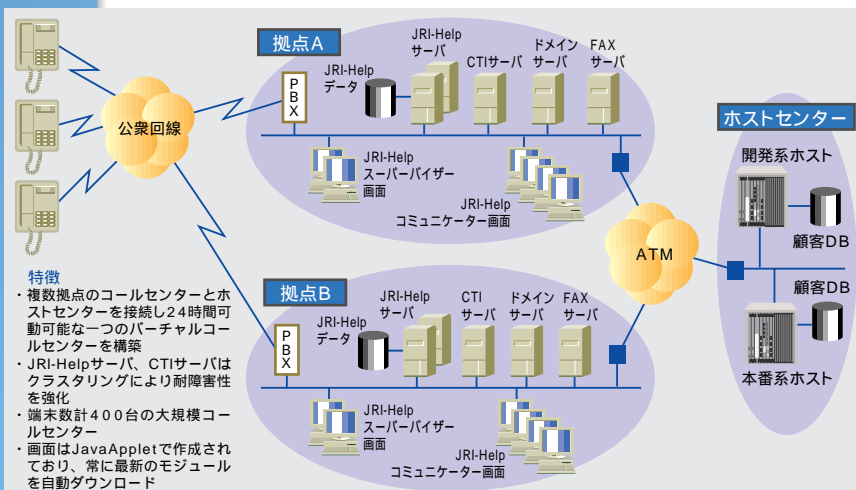 公衆回線
拠点A
PBX
JRI-Help
データ
JRI-Help
サーバ
CTIサーバ
ドメイン
サーバ
FAX
サーバ
JRI-Help
スーパーバイザー
画面
JRI-Help
コミュニケーター画面
拠点B
PBX
JRI-Help
データ
JRI-Help
サーバ
CTI
サーバ
ドメイン
サーバ
FAX
サーバ
JRI-Help
スーパーバイザー
画面
JRI-Help
コミュニケーター画面
ATM
ホストセンター
開発系ホスト
顧客DB
顧客DB
本番系ホスト
特徴
・複数拠点のコールセンターとホ
ストセンターを接続し24時間可
動可能な一つのバーチャルコー
ルセンターを構築
・JRI-Helpサーバ、CTIサーバは
クラスタリングにより耐障害性
を強化
・端末数計400台の大規模コー
ルセンター
・画面はJavaAppletで作成され
ており、常に最新のモジュール
を自動ダウンロード